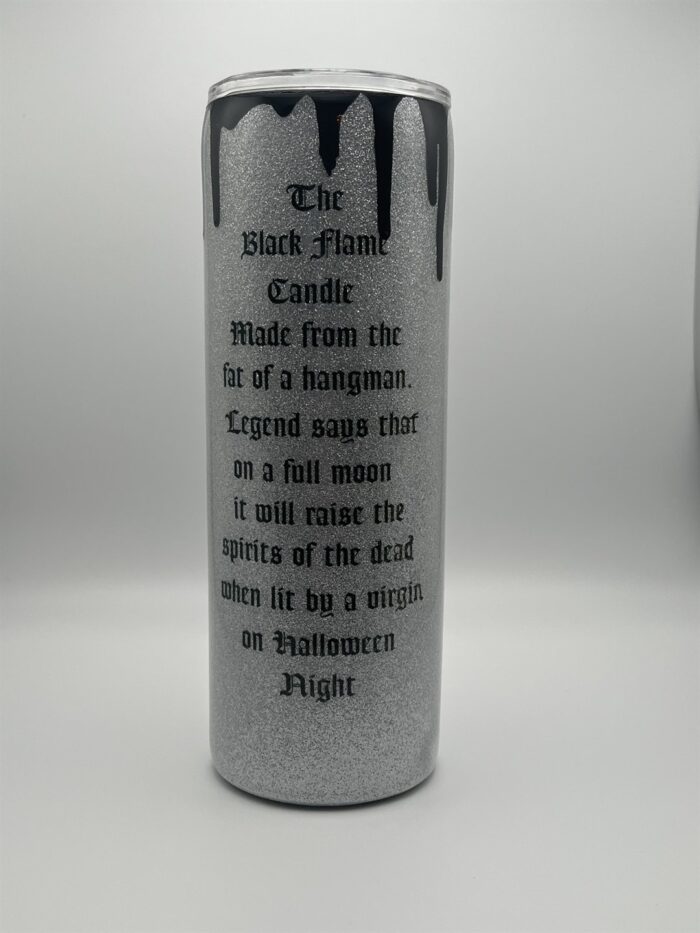 The
Black Flame
Candle
Made from the
fat of a hangman.
Legend says that
on a full moon
it will raise the
spirits of the dead
when lit by a virgin
on Halloween
Night